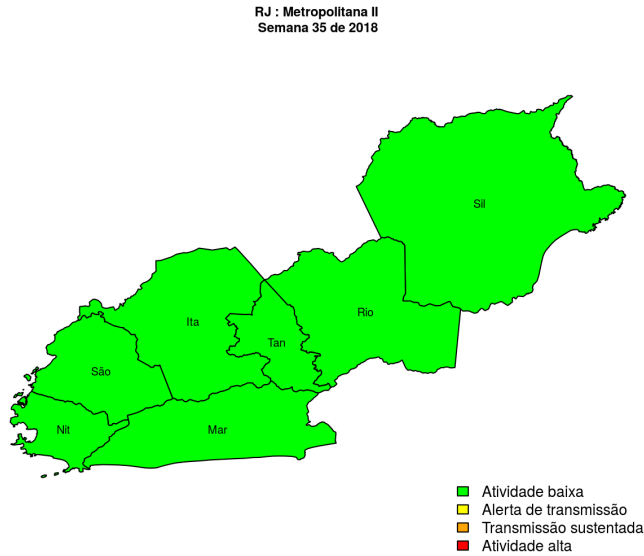 RJ : Metropolitana II
Semana 35 de 2018
Sil
Rio
Ita
Tan
São
Nit
Mar
Atividade baixa
Alerta de transmissão
Transmissão sustentada
Atividade alta